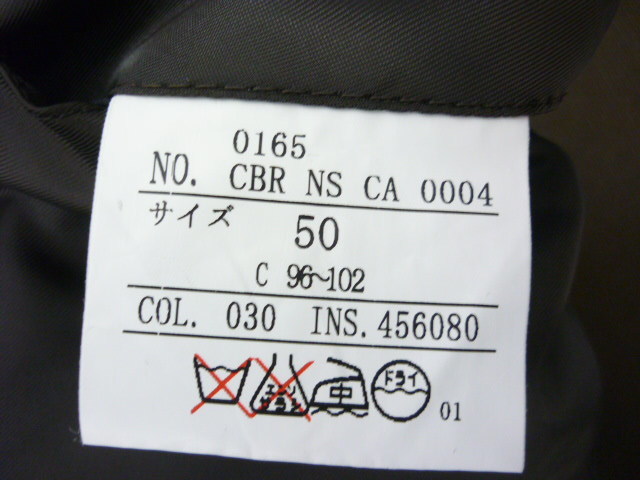 0165
NO. CBR NS CA 0004
サイズ 50
C 96~102
COL. 030 INS. 456080
エンソ サラシ 中 ドライ
01